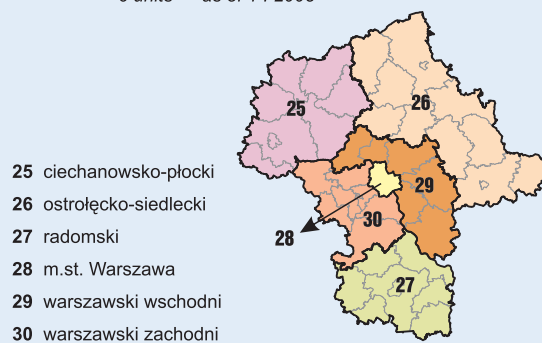 25
26
25 ciechanowsko-płocki
26 ostrołęcko-siedlecki
29
27 radomski
30
28
28 m.st. Warszawa
27
29 warszawski wschodni
30 warszawski zachodni